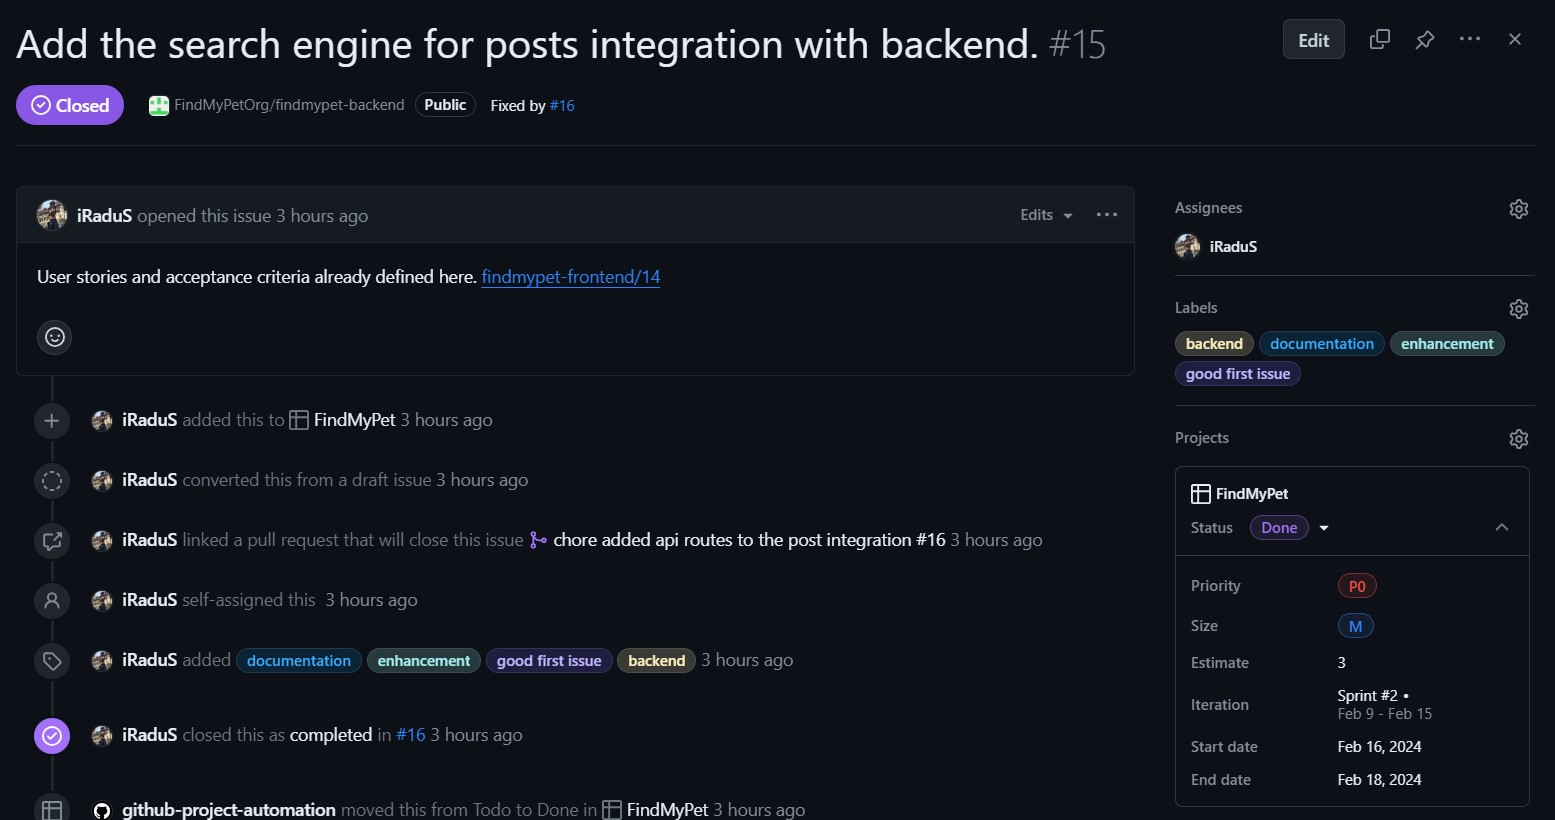 Add the search engine for posts integration with backend. #15
Edit
Closed
FindMyPetOrg/findmypet-backend
Public
Fixed by #16
iRaduS opened this issue 3 hours ago
Edits
User stories and acceptance criteria already defined here. findmypet-frontend/14
iRaduS added this to FindMyPet 3 hours ago
iRaduS converted this from a draft issue 3 hours ago
iRaduS linked a pull request that will close this issue chore added api routes to the post integration #16 3 hours ago
iRaduS self-assigned this 3 hours ago
iRaduS added documentation enhancement good first issue backend 3 hours ago
iRaduS closed this as completed in #16 3 hours ago
github-project-automation moved this from Todo to Done in FindMyPet 3 hours ago
Assignees
iRaduS
Labels
backend documentation enhancement
good first issue
Projects
FindMyPet
Status Done
Priority P0
Size M
Estimate 3
Iteration Sprint #2 •
Feb 9 - Feb 15
Start date Feb 16, 2024
End date Feb 18, 2024